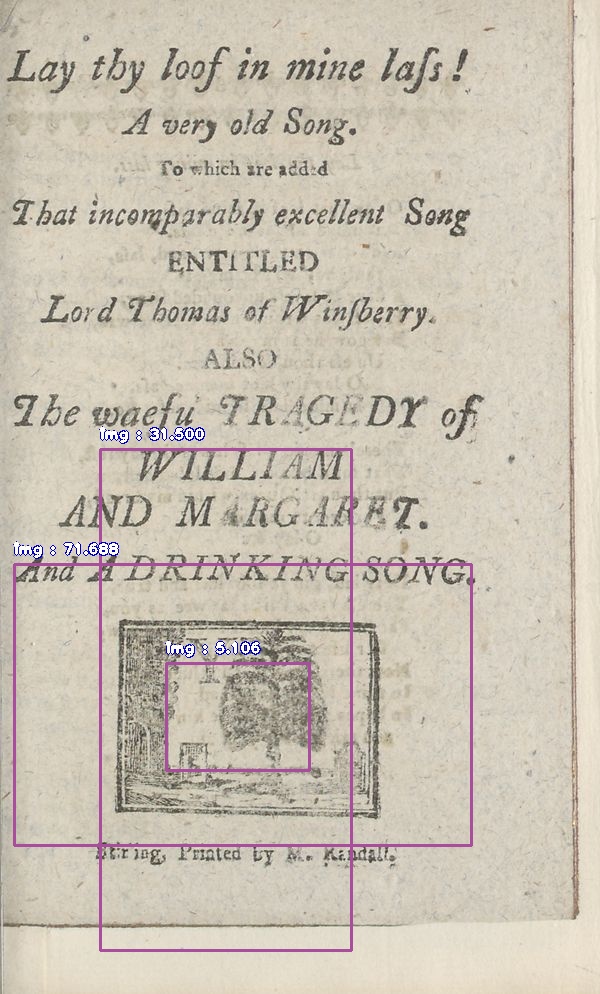 Lay thy loof in mine laſs!
A very old Song.
To which are added
That incomparably excellent Song
ENTITLED
Lord Thomas of Winſberry.
ALSO
The waefu TRAGEDY of
img : 31.500
WILLIAM
AND MARGARET.
img : 71.688
And A DRINKING SONG.
img : 5.106
Stirling, Printed by M. Randall.